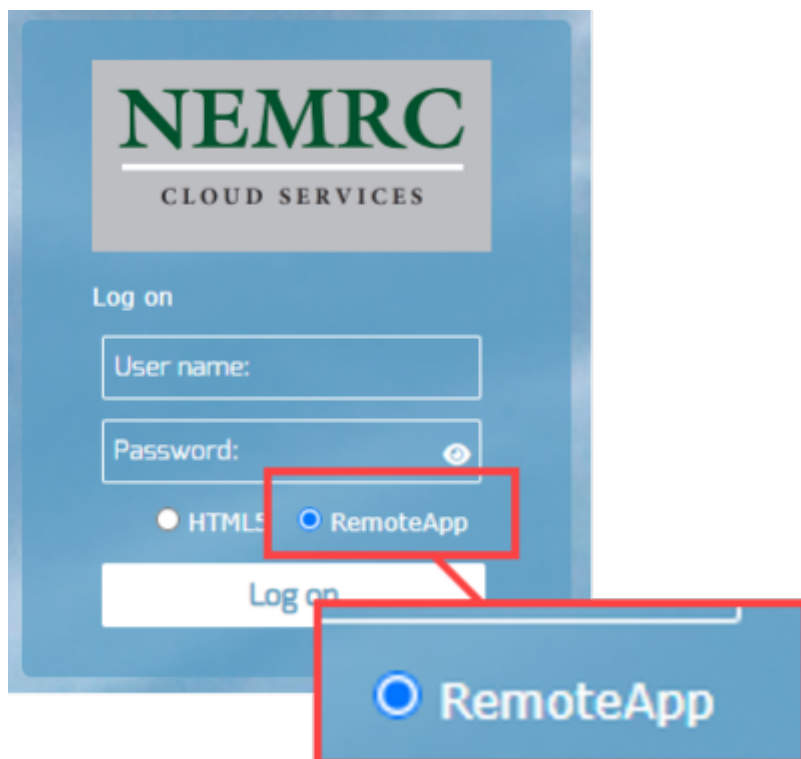 NEMRC
CLOUD SERVICES
Log on
User name:
Password:
HTML5 RemoteApp
Log on
RemoteApp